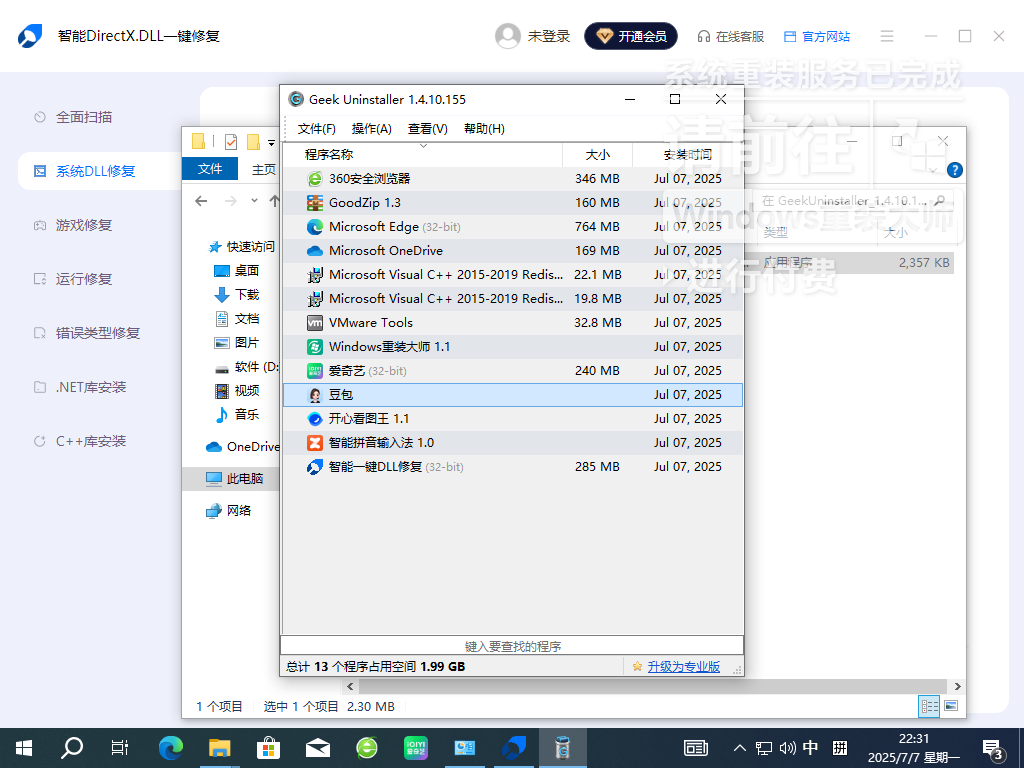 智能DirectX.DLL一键修复
未登录
开通会员
在线客服
官方网站
系统重装服务已完成
请前往
Windows重装大师
进行付费
全面扫描
系统DLL修复
游戏修复
运行修复
错误类型修复
.NET库安装
C++库安装
文件
主页
在 GeekUninstaller_1.4.10.1...
类型
大小
应用程序
2,357 KB
快速访问
桌面
下载
文档
图片
软件 (D:
视频
音乐
OneDrive
此电脑
网络
1 个项目
选中 1 个项目 2.30 MB
Geek Uninstaller 1.4.10.155
文件(F) 操作(A) 查看(V) 帮助(H)
程序名称 大小 安装时间
360安全浏览器 346 MB Jul 07, 2025
GoodZip 1.3 160 MB Jul 07, 2025
Microsoft Edge (32-bit) 764 MB Jul 07, 2025
Microsoft OneDrive 169 MB Jul 07, 2025
Microsoft Visual C++ 2015-2019 Redis... 22.1 MB Jul 07, 2025
Microsoft Visual C++ 2015-2019 Redis... 19.8 MB Jul 07, 2025
VMware Tools 32.8 MB Jul 07, 2025
Windows重装大师 1.1 Jul 07, 2025
爱奇艺 (32-bit) 240 MB Jul 07, 2025
豆包 Jul 07, 2025
开心看图王 1.1 Jul 07, 2025
智能拼音输入法 1.0 Jul 07, 2025
智能一键DLL修复 (32-bit) 285 MB Jul 07, 2025
键入要查找的程序
总计 13 个程序占用空间 1.99 GB
升级为专业版
中
拼
22:31
2025/7/7 星期一
3